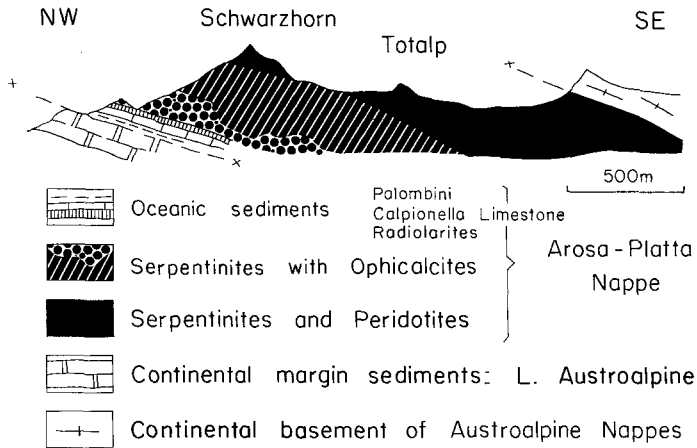 NW
Schwarzhorn
Totalp
SE
500m
Oceanic sediments
Palombini
Calpionella Limestone
Radiolarites
Serpentinites with Ophicalcites
Arosa-Platta
Nappe
Serpentinites and Peridotites
Continental margin sediments: L. Austroalpine
Continental basement of Austroalpine Nappes